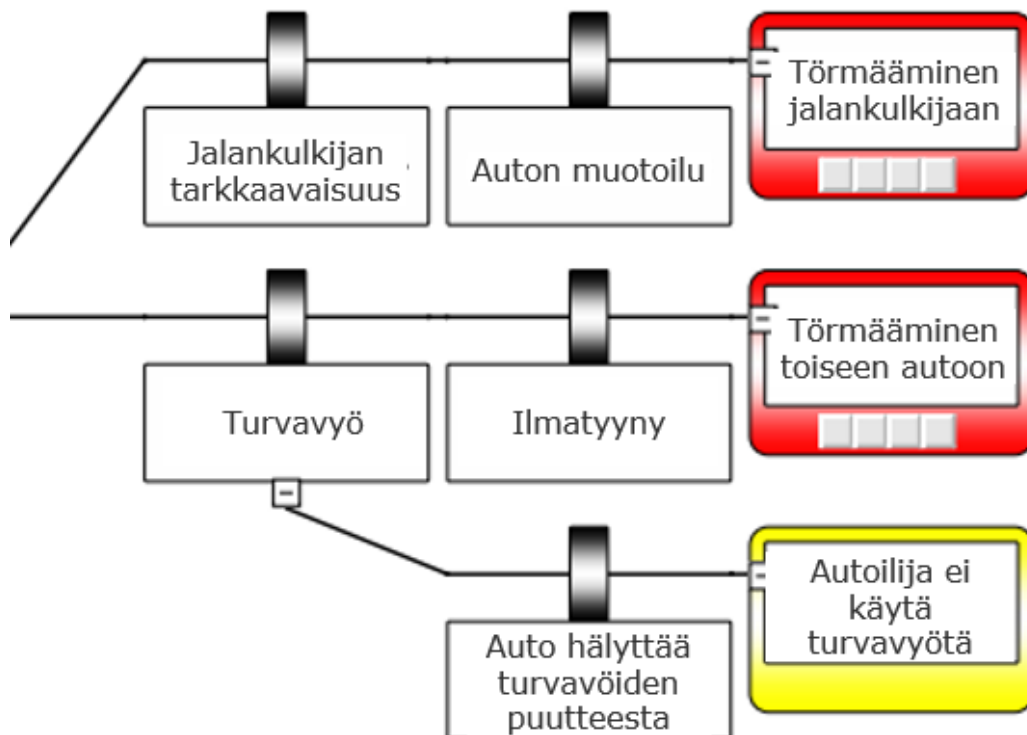 Jalankulkijan
tarkkaavaisuus
Auton muotoilu
Törmääminen
jalankulkijaan
Turvavyö
Ilmatyyny
Törmääminen
toiseen autoon
Auto hälyttää
turvavöiden
puutteesta
Autoilija ei
käytä
turvavyötä